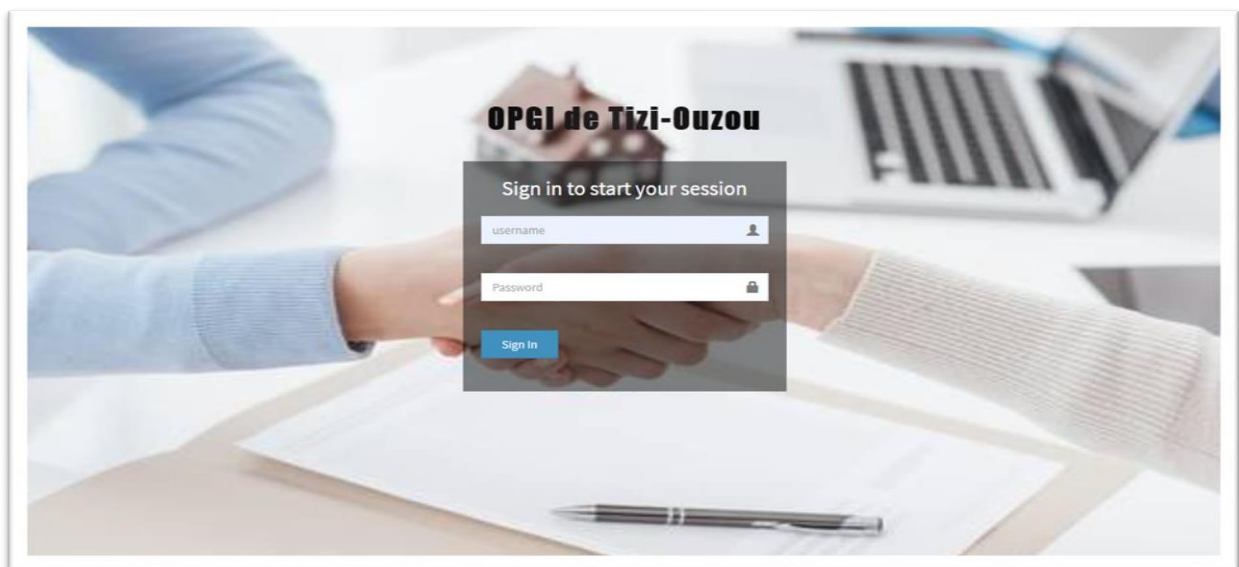 OPGI de Tizi-Ouzou
Sign in to start your session
username
Password
Sign In